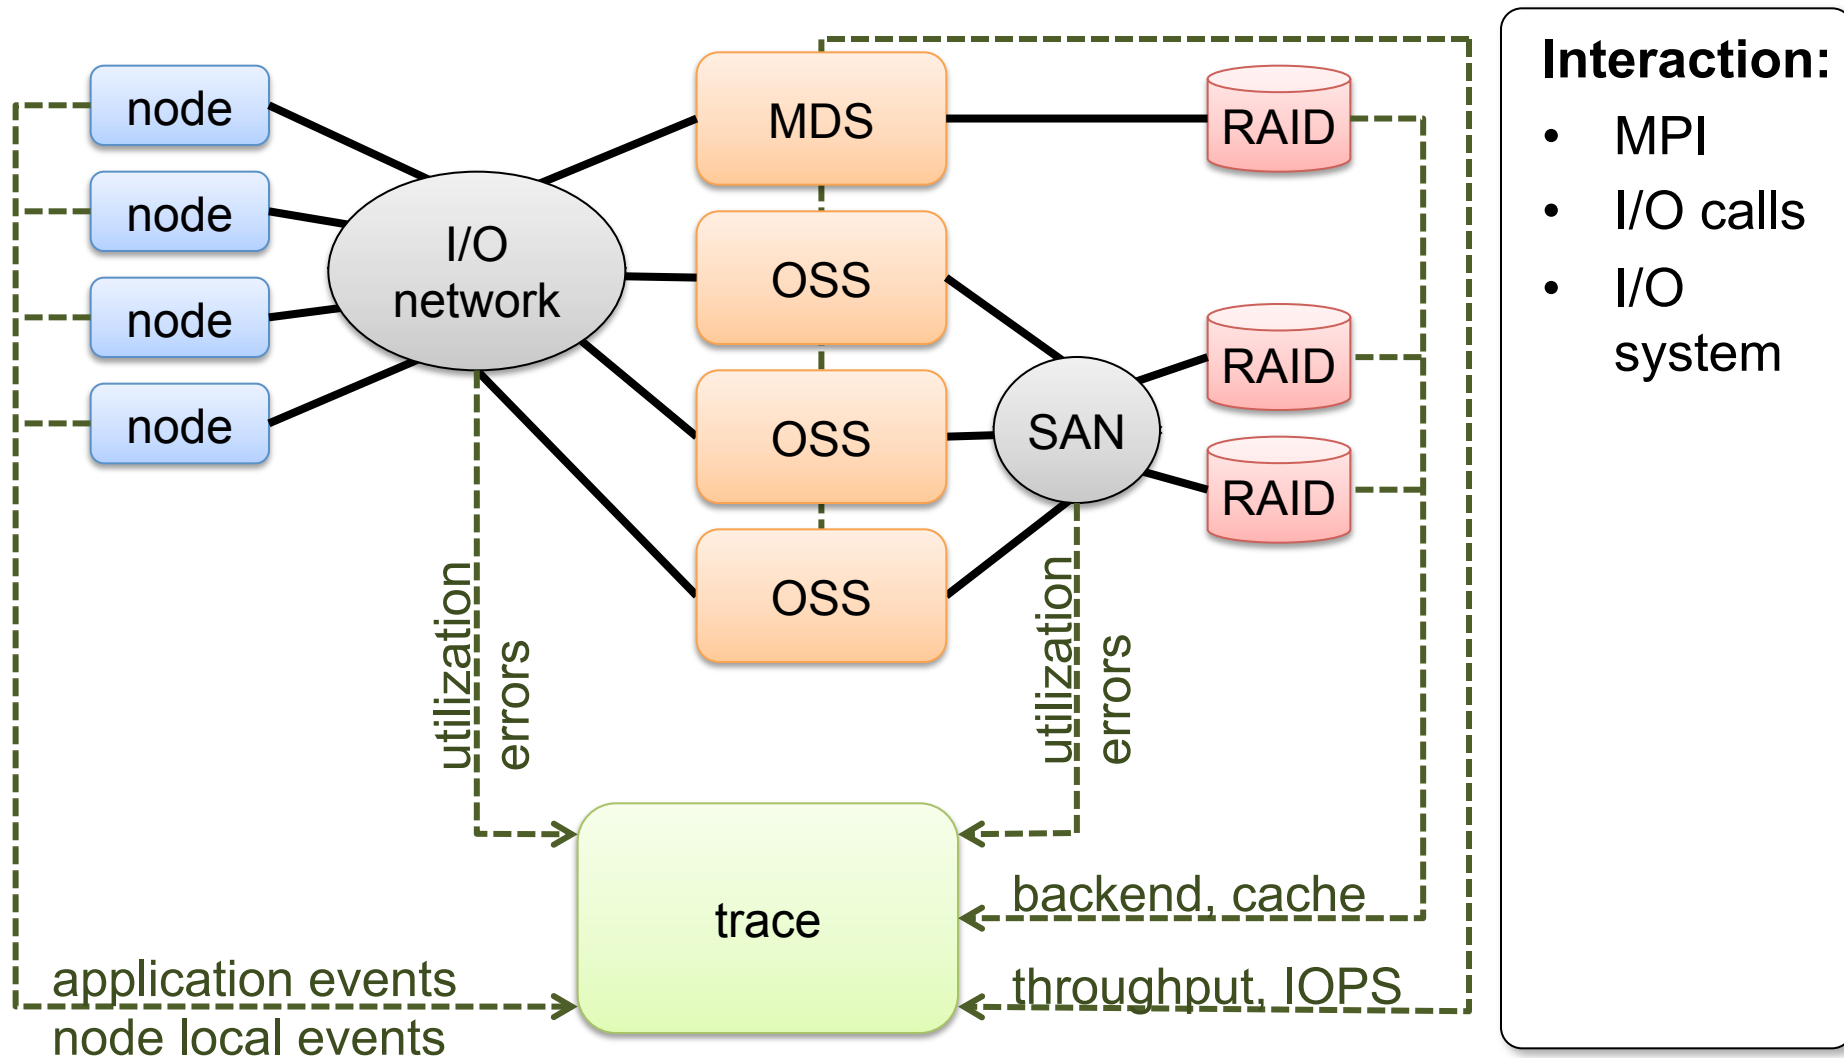 node
node
node
node
I/O
network
MDS
OSS
OSS
OSS
SAN
RAID
RAID
RAID
utilization
errors
utilization
errors
trace
backend, cache
throughput, IOPS
application events
node local events
Interaction:
• MPI
• I/O calls
• I/O
system